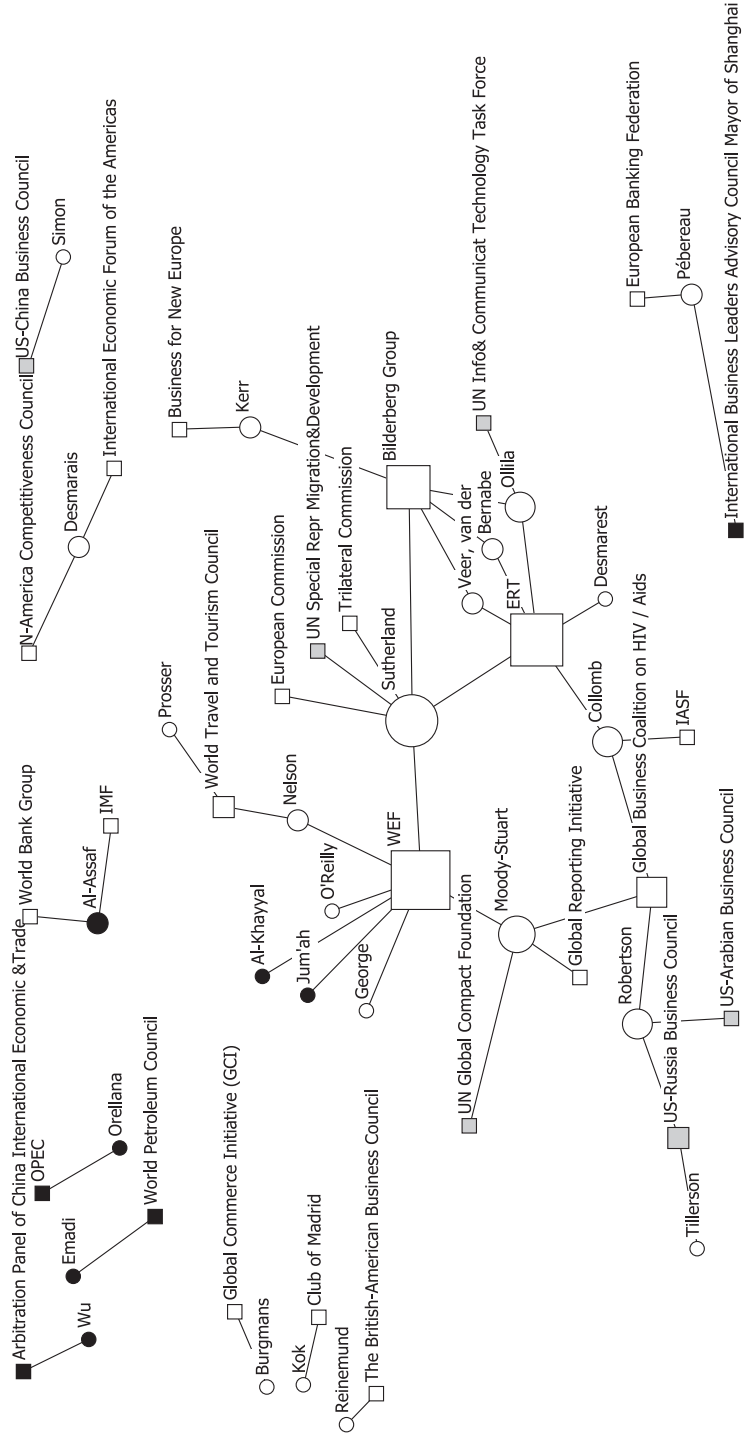 Arbitration Panel of China International Economic &Trade
OPEC
World Bank Group
N-America Competitiveness Council
US-China Business Council
Wu
Emadi
Orellana
Al-Assaf
IMF
Desmarais
Simon
International Economic Forum of the Americas
World Petroleum Council
Prosser
World Travel and Tourism Council
Business for New Europe
Global Commerce Initiative (GCI)
Kerr
Burgmans
Al-Khayyal
Nelson
European Commission
Kok
Club of Madrid
Jum'ah
O'Reilly
UN Special Repr Migration&Development
Trilateral Commission
Reinemund
The British-American Business Council
George
WEF
Sutherland
Bilderberg Group
UN Global Compact Foundation
Moody-Stuart
Veer, van der
Bernabe
UN Info& Communicat Technology Task Force
Ollila
ERT
Global Reporting Initiative
Desmarest
Collomb
European Banking Federation
Robertson
Global Business Coalition on HIV / Aids
IASF
Pébereau
US-Russia Business Council
Tillerson
US-Arabian Business Council
International Business Leaders Advisory Council Mayor of Shanghai